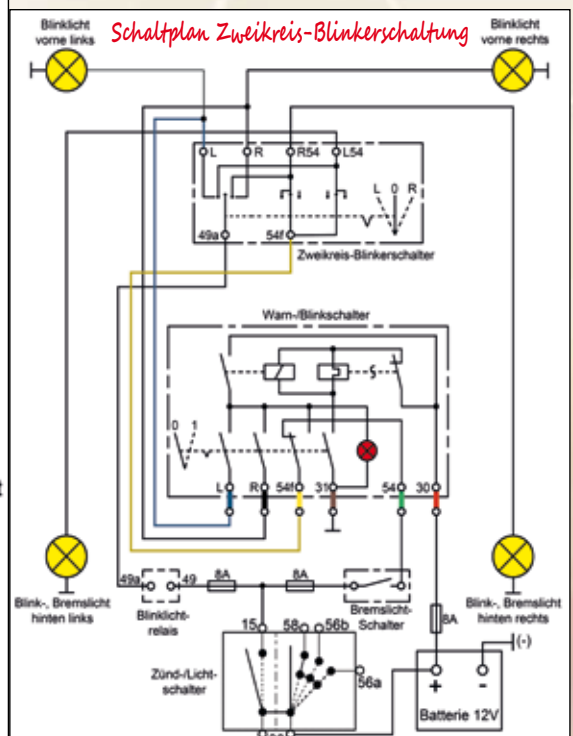 Schaltplan Zweikreis-Blinkerschaltung
Blinklicht
vorne links
Blinklicht
vorne rechts
L
R
R54
L54
L 0 R
49a
54f
Zweikreis-Blinkerschalter
Warn-/Blinkschalter
0 1
L
R
54f
31
54
30
49a
49
8A
8A
Blink-, Bremslicht
hinten links
Blinklicht-
relais
Bremslicht-
Schalter
8A
Blink-, Bremslicht
hinten rechts
(-)
15
58
56b
Zünd-/Licht-
schalter
56a
+
-
Batterie 12V